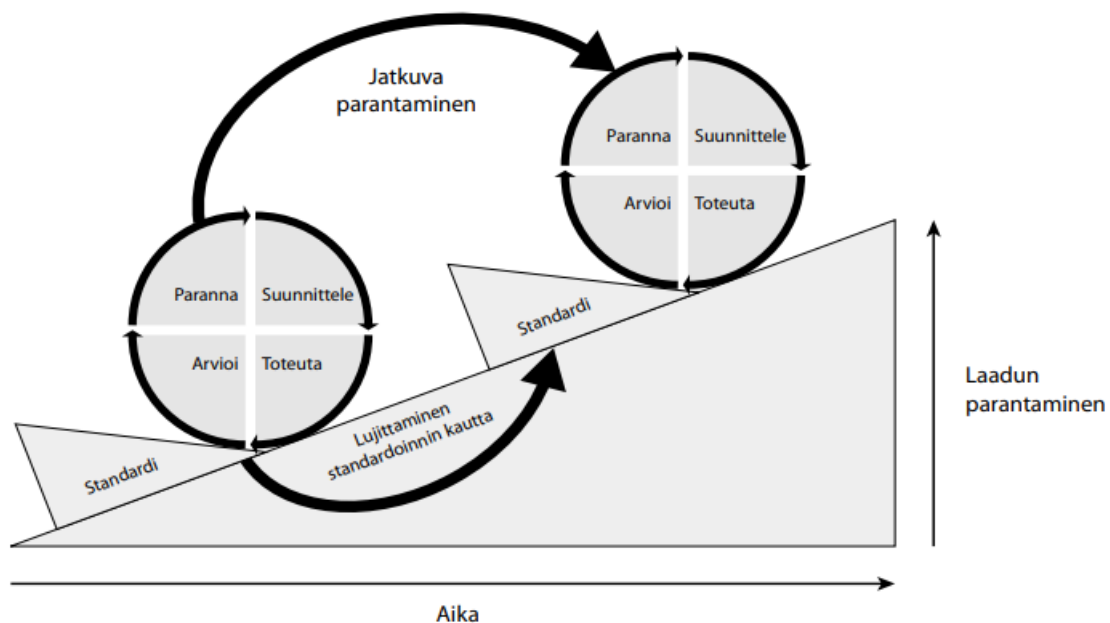 Jatkuva
parantaminen
Paranna Suunnittele
Arvioi Toteuta
Paranna Suunnittele
Arvioi Toteuta
Standardi
Standardi
Lujittaminen
standardoinnin kautta
Laadun
parantaminen
Aika